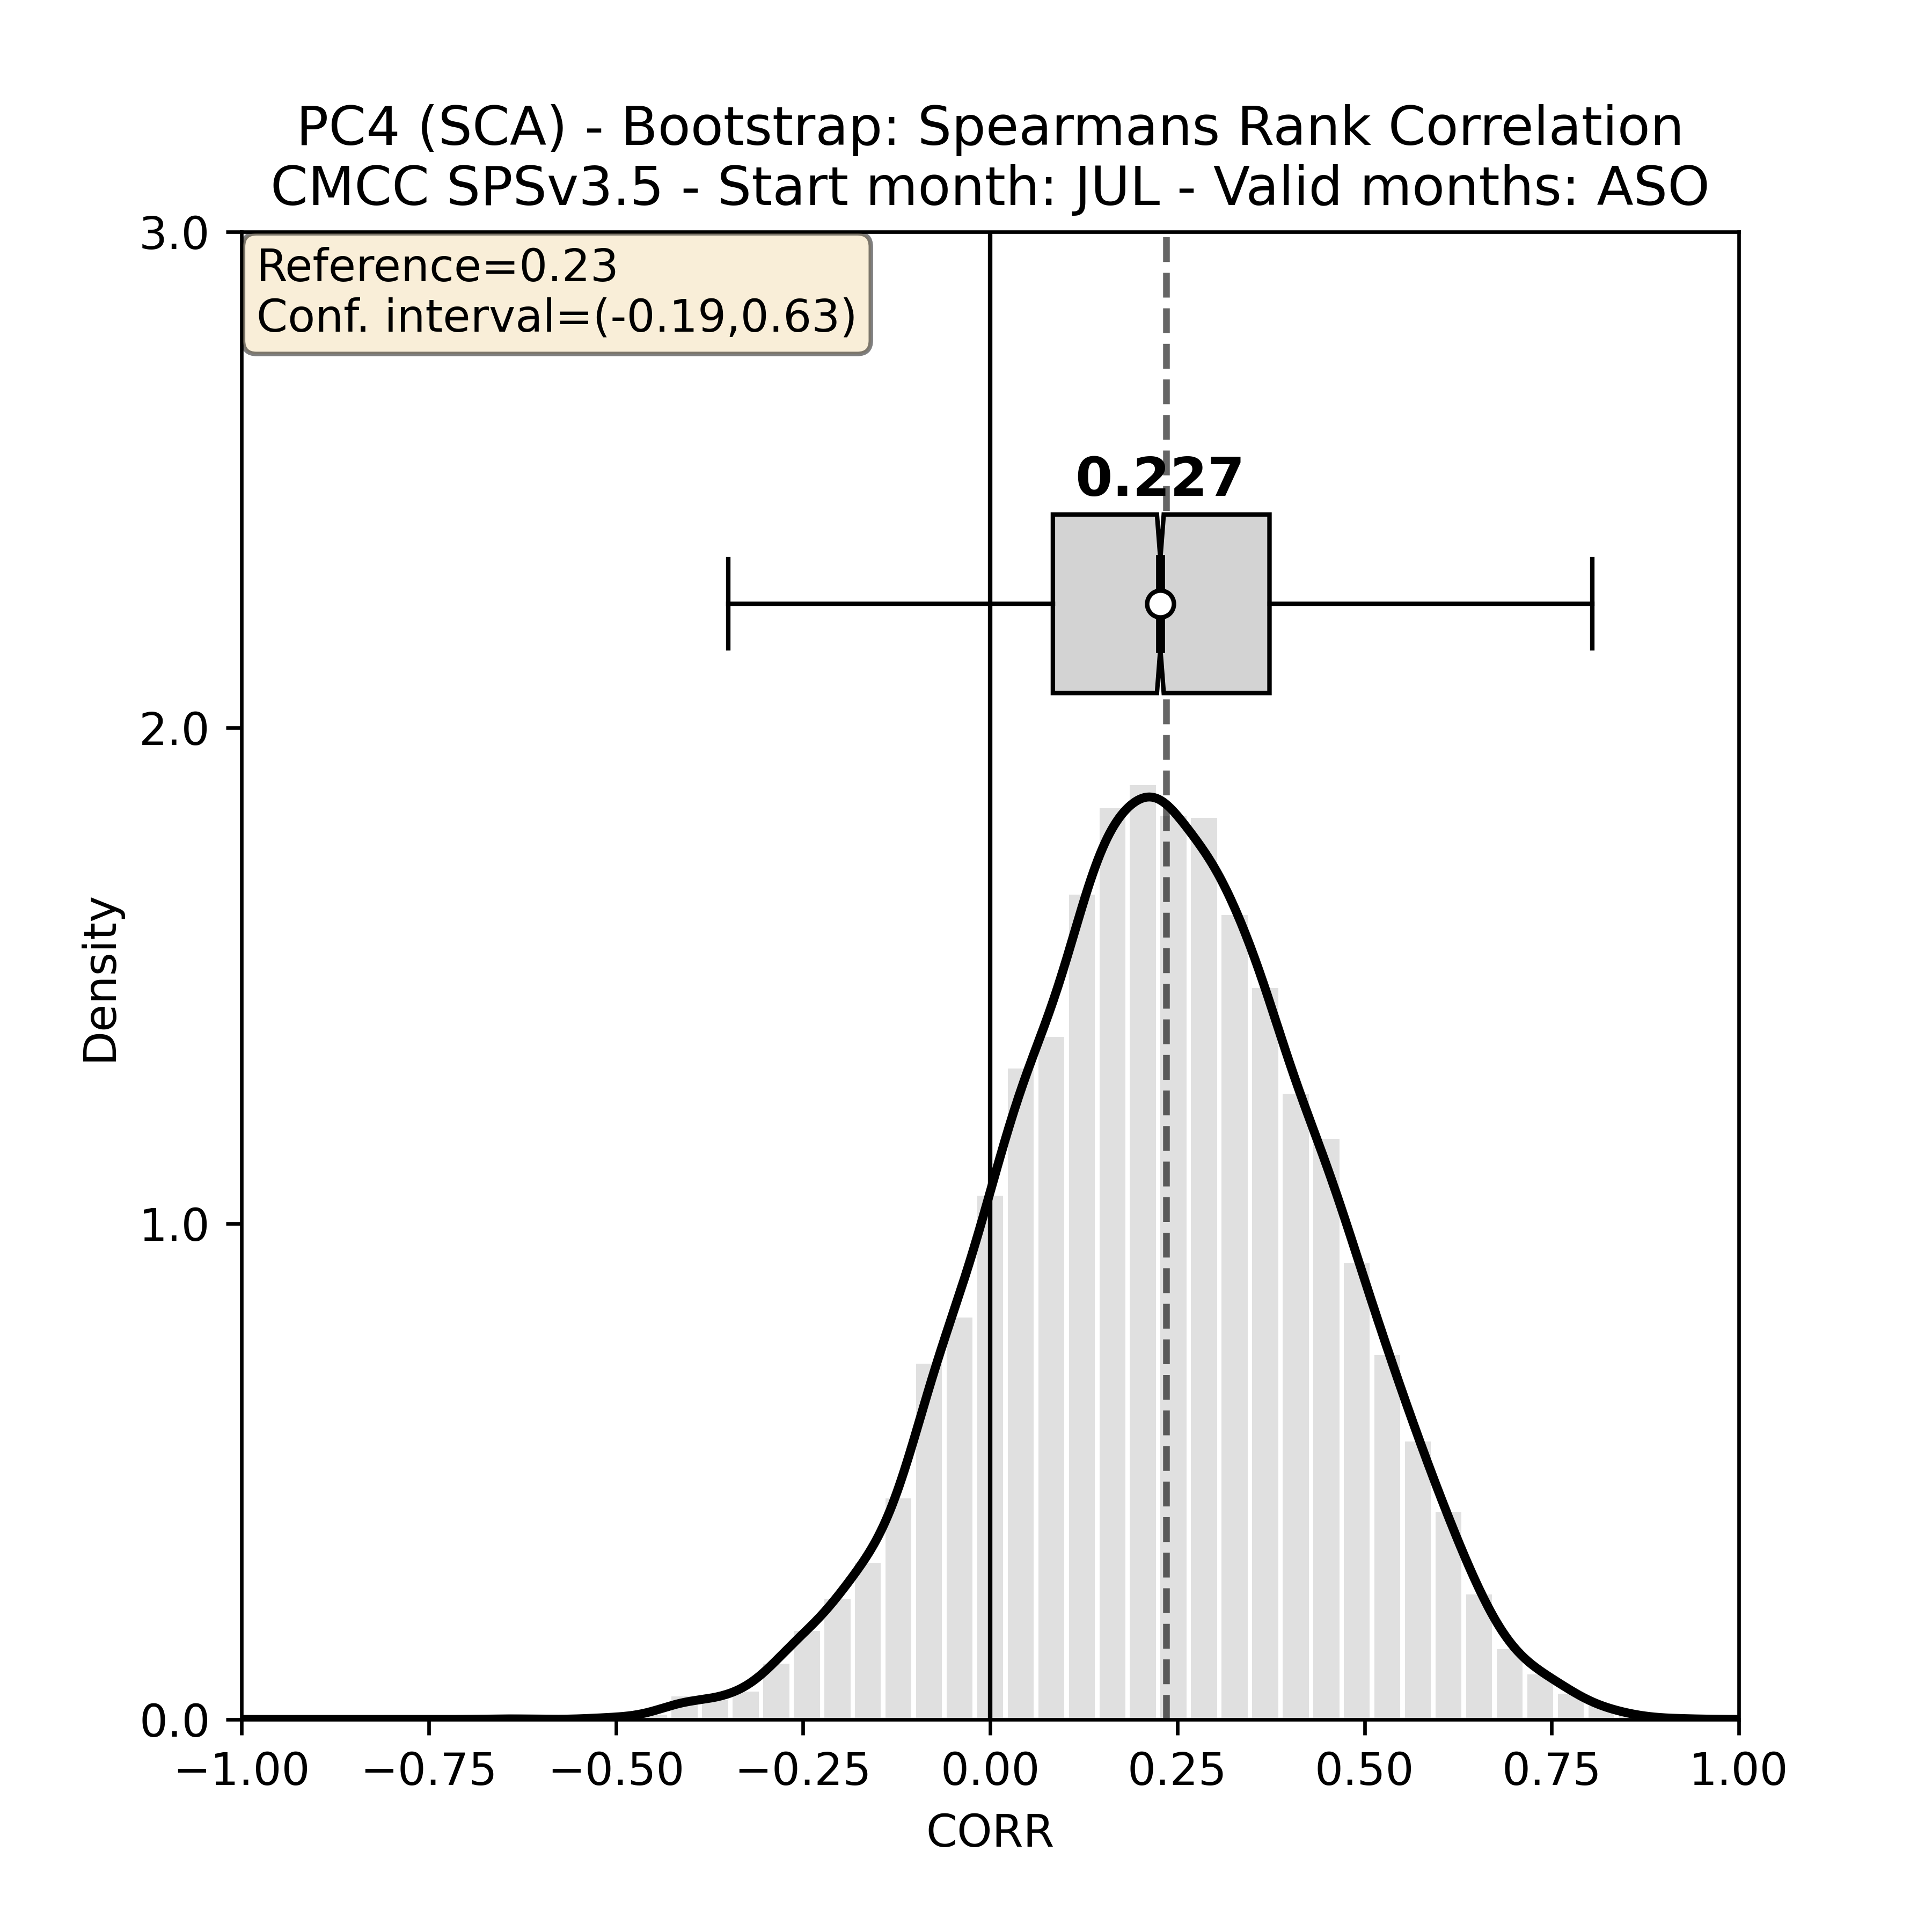 PC4 (SCA) - Bootstrap: Spearmans Rank Correlation
CMCC SPSv3.5 - Start month: JUL - Valid months: ASO
Reference=0.23
Conf. interval=(-0.19,0.63)
0.227
3.0
2.0
1.0
0.0
Density
−1.00 −0.75 −0.50 −0.25 0.00 0.25 0.50 0.75 1.00
CORR